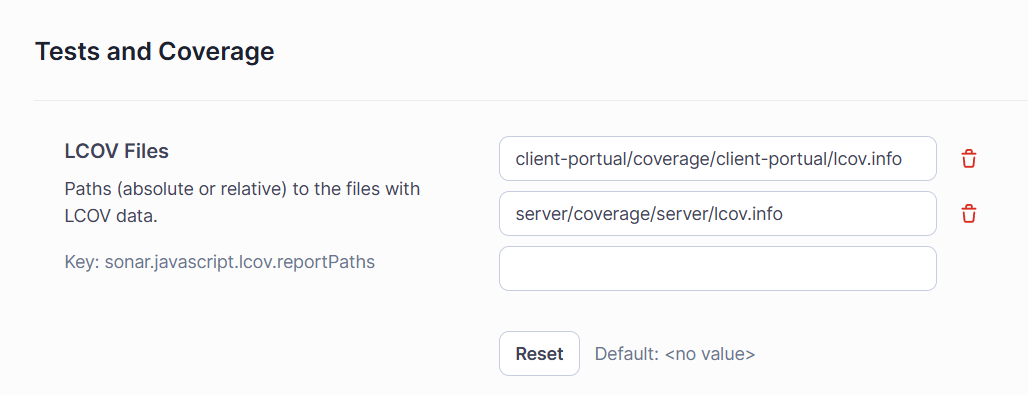 Tests and Coverage
LCOV Files
Paths (absolute or relative) to the files with
LCOV data.
Key: sonar.javascript.lcov.reportPaths
client-portual/coverage/client-portual/lcov.info
server/coverage/server/lcov.info
Reset
Default: <no value>